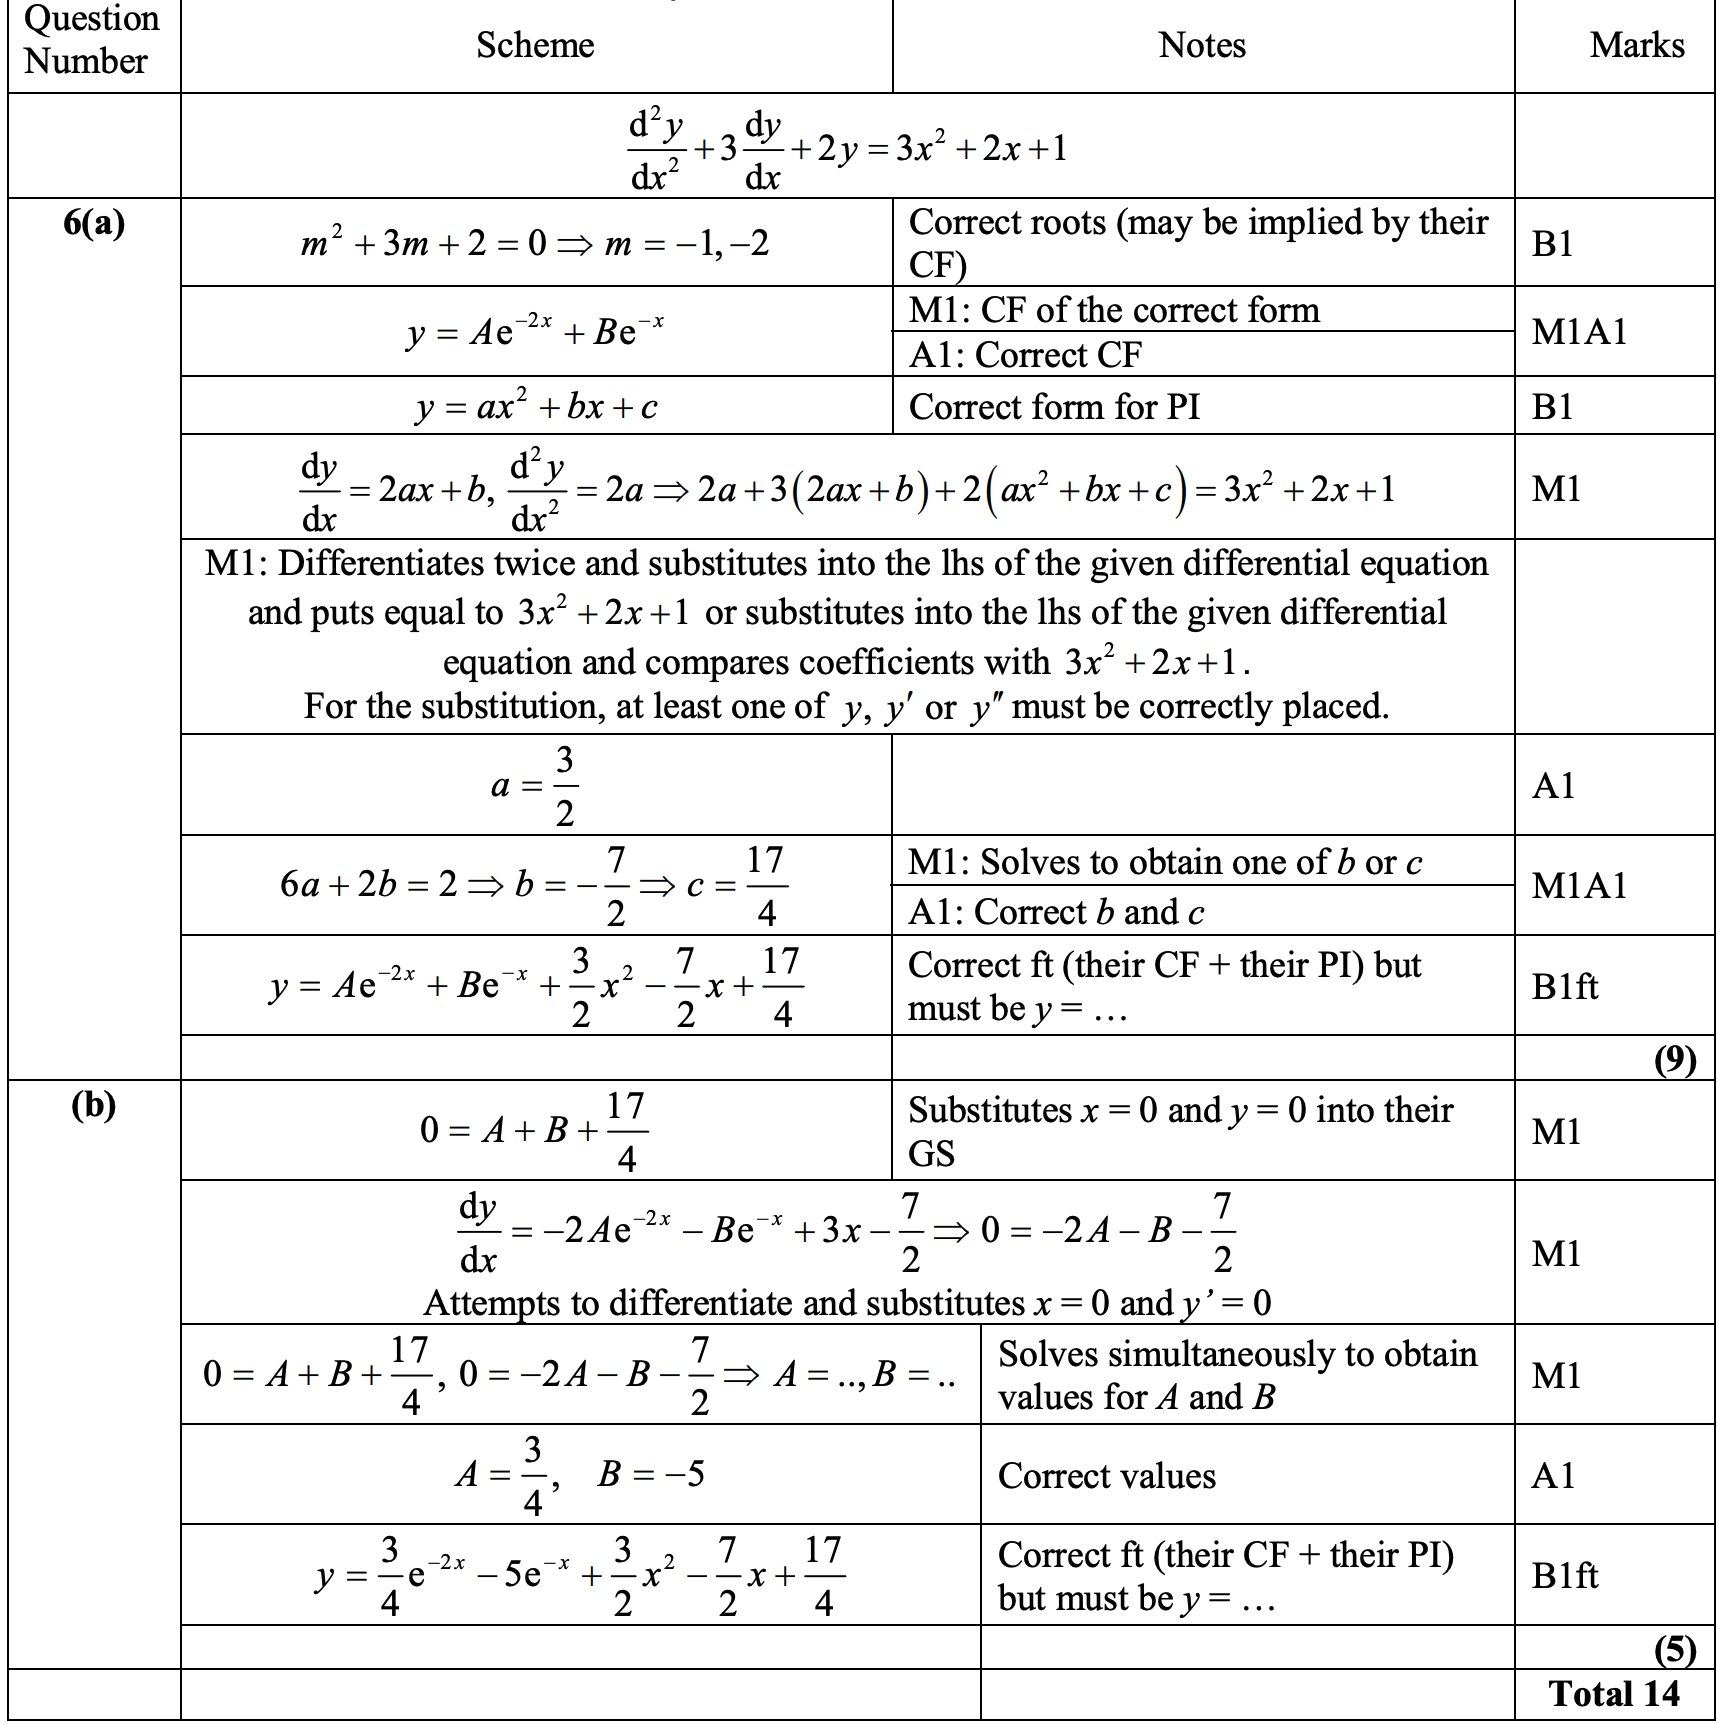 Question Number Scheme Notes Marks
d²y/dx² + 3 dy/dx + 2y = 3x² + 2x + 1
6(a) m² + 3m + 2 = 0 ⇒ m = −1, −2 Correct roots (may be implied by their CF) B1
y = Ae⁻²ˣ + Be⁻ˣ M1: CF of the correct form M1A1
A1: Correct CF
y = ax² + bx + c Correct form for PI B1
dy/dx = 2ax + b, d²y/dx² = 2a ⇒ 2a + 3(2ax + b) + 2(ax² + bx + c) = 3x² + 2x + 1 M1
M1: Differentiates twice and substitutes into the lhs of the given differential equation
and puts equal to 3x² + 2x + 1 or substitutes into the lhs of the given differential
equation and compares coefficients with 3x² + 2x + 1.
For the substitution, at least one of y, y′ or y″ must be correctly placed.
a = 3/2 A1
6a + 2b = 2 ⇒ b = −7/2 ⇒ c = 17/4 M1: Solves to obtain one of b or c M1A1
A1: Correct b and c
y = Ae⁻²ˣ + Be⁻ˣ + 3/2 x² − 7/2 x + 17/4 Correct ft (their CF + their PI) but must be y = … B1ft
(9)
(b) 0 = A + B + 17/4 Substitutes x = 0 and y = 0 into their GS M1
dy/dx = −2Ae⁻²ˣ − Be⁻ˣ + 3x − 7/2 ⇒ 0 = −2A − B − 7/2 M1
Attempts to differentiate and substitutes x = 0 and y’ = 0
0 = A + B + 17/4, 0 = −2A − B − 7/2 ⇒ A = .., B = .. Solves simultaneously to obtain values for A and B M1
A = 3/4, B = −5 Correct values A1
y = 3/4 e⁻²ˣ − 5e⁻ˣ + 3/2 x² − 7/2 x + 17/4 Correct ft (their CF + their PI) but must be y = … B1ft
(5)
Total 14